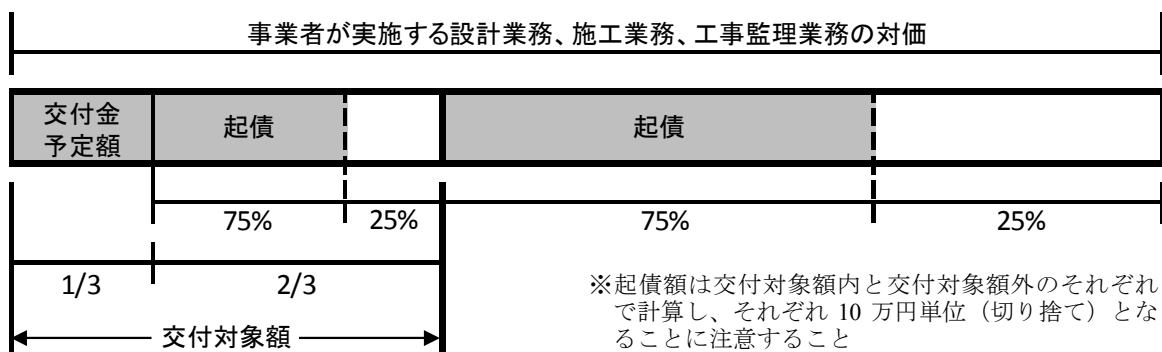 事業者が実施する設計業務、施工業務、工事監理業務の対価
交付金
予定額
起債
起債
75%
25%
75%
25%
1/3
2/3
交付対象額
※起債額は交付対象額内と交付対象額外のそれぞれ
で計算し、それぞれ 10 万円単位（切り捨て）とな
ることに注意すること